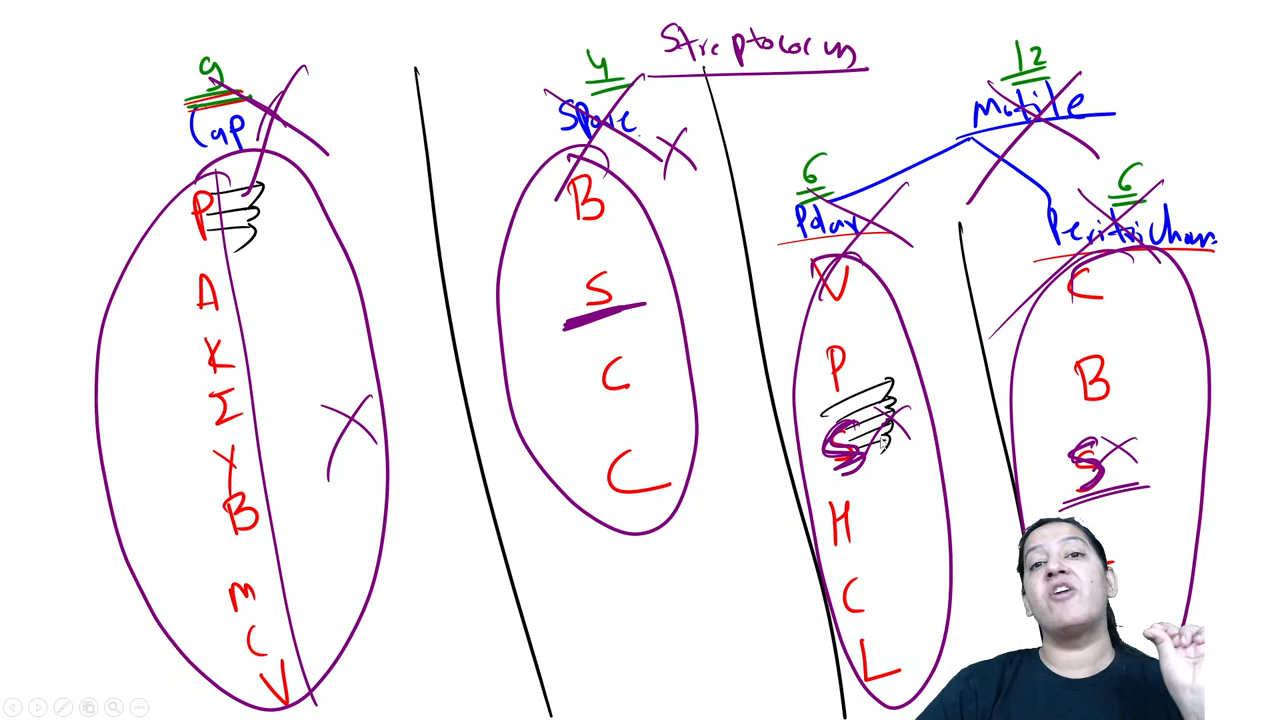 Streptococcus
9
Cap
P
A
K
Σ
Y
B
m
C
V
4
Spore
B
S
C
C
12
Motile
6
Polar
V
P
S
H
C
L
6
Peritrichous
C
B
S